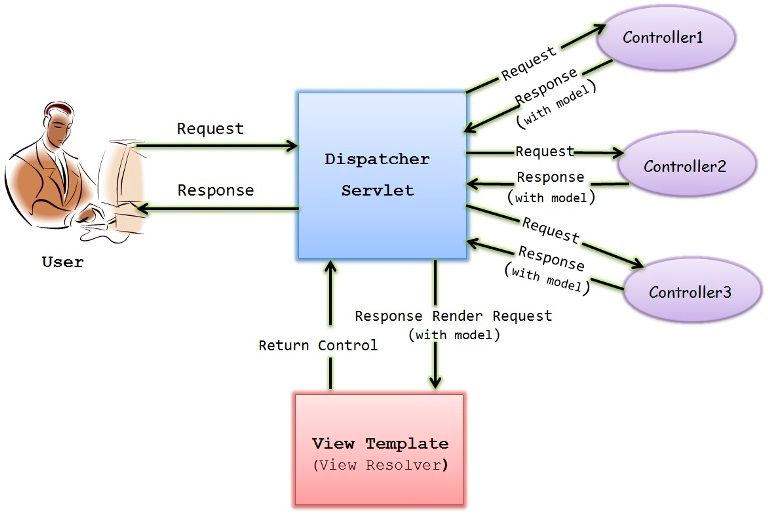 Request
Response
User
Dispatcher
Servlet
Request
Response
(with model)
Controller1
Request
Response
(with model)
Controller2
Request
Response
(with model)
Controller3
Return Control
Response Render Request
(with model)
View Template
(View Resolver)